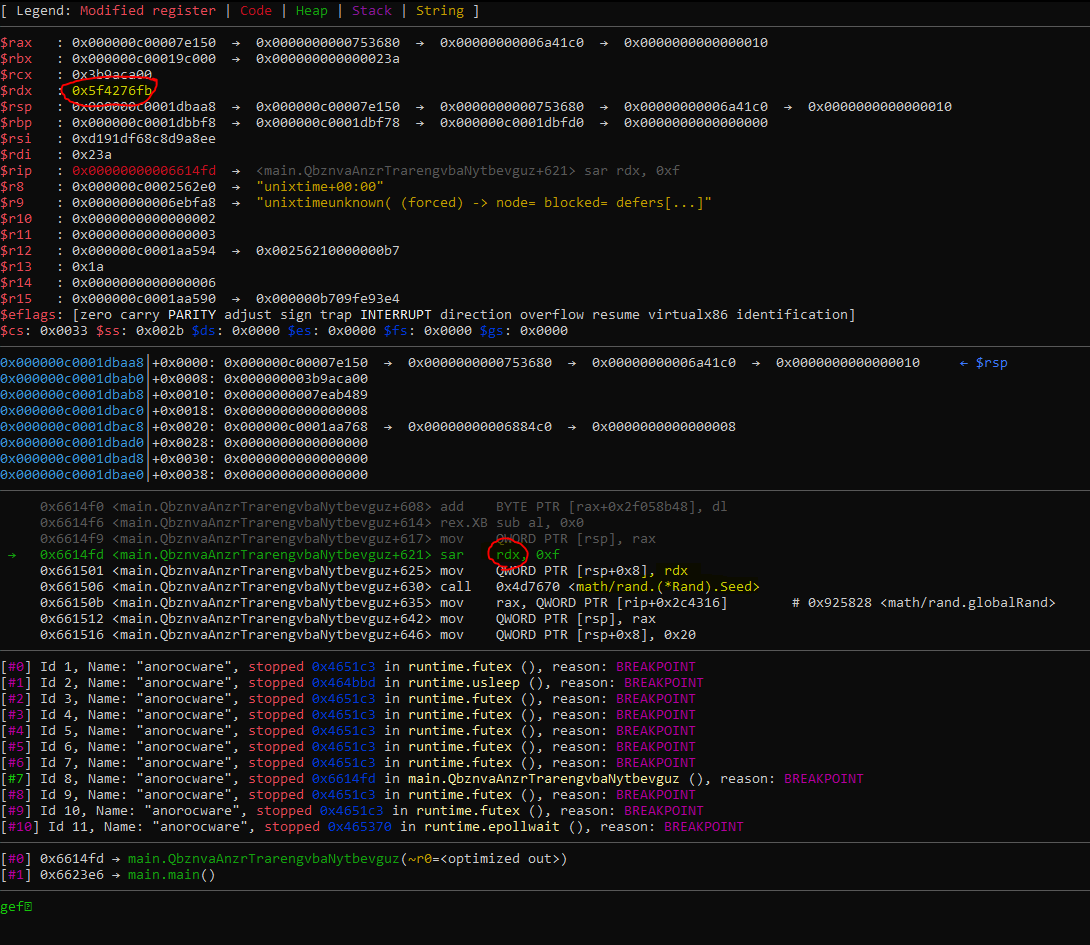 [ Legend: Modified register | Code | Heap | Stack | String ]
$rax   : 0x000000c00007e150  →  0x0000000000753680  →  0x00000000006a41c0  →  0x0000000000000010
$rbx   : 0x000000c00019c000  →  0x000000000000023a
$rcx   : 0x3b9aca00
$rdx   : 0x5f4276fb
$rsp   : 0x000000c0001dbaa8  →  0x000000c00007e150  →  0x0000000000753680  →  0x00000000006a41c0  →  0x0000000000000010
$rbp   : 0x000000c0001dbbf8  →  0x000000c0001dbf78  →  0x000000c0001dbfd0  →  0x0000000000000000
$rsi   : 0xd191df68c8d9a8ee
$rdi   : 0x23a
$rip   : 0x00000000006614fd  →  <main.QbznvaAnzrTrarengvbaNytbevguz+621> sar rdx, 0xf
$r8    : 0x000000c0002562e0  →  "unixtime+00:00"
$r9    : 0x00000000006ebfa8  →  "unixtimeunknown( (forced) -> node= blocked= defers[...]"
$r10   : 0x0000000000000002
$r11   : 0x0000000000000003
$r12   : 0x000000c0001aa594  →  0x00256210000000b7
$r13   : 0x1a
$r14   : 0x0000000000000006
$r15   : 0x000000c0001aa590  →  0x000000b709fe93e4
$eflags: [zero carry PARITY adjust sign trap INTERRUPT direction overflow resume virtualx86 identification]
$cs: 0x0033 $ss: 0x002b $ds: 0x0000 $es: 0x0000 $fs: 0x0000 $gs: 0x0000
0x000000c0001dbaa8│+0x0000: 0x000000c00007e150  →  0x0000000000753680  →  0x00000000006a41c0  →  0x0000000000000010    ← $rsp
0x000000c0001dbab0│+0x0008: 0x000000003b9aca00
0x000000c0001dbab8│+0x0010: 0x0000000007eab489
0x000000c0001dbac0│+0x0018: 0x0000000000000008
0x000000c0001dbac8│+0x0020: 0x000000c0001aa768  →  0x00000000006884c0  →  0x0000000000000008
0x000000c0001dbad0│+0x0028: 0x0000000000000000
0x000000c0001dbad8│+0x0030: 0x0000000000000000
0x000000c0001dbae0│+0x0038: 0x0000000000000000
0x6614f0 <main.QbznvaAnzrTrarengvbaNytbevguz+608> add    BYTE PTR [rax+0x2f058b48], dl
0x6614f6 <main.QbznvaAnzrTrarengvbaNytbevguz+614> rex.XB sub al, 0x0
0x6614f9 <main.QbznvaAnzrTrarengvbaNytbevguz+617> mov    QWORD PTR [rsp], rax
→   0x6614fd <main.QbznvaAnzrTrarengvbaNytbevguz+621> sar    rdx, 0xf
0x661501 <main.QbznvaAnzrTrarengvbaNytbevguz+625> mov    QWORD PTR [rsp+0x8], rdx
0x661506 <main.QbznvaAnzrTrarengvbaNytbevguz+630> call   0x4d7670 <math/rand.(*Rand).Seed>
0x66150b <main.QbznvaAnzrTrarengvbaNytbevguz+635> mov    rax, QWORD PTR [rip+0x2c4316]        # 0x925828 <math/rand.globalRand>
0x661512 <main.QbznvaAnzrTrarengvbaNytbevguz+642> mov    QWORD PTR [rsp], rax
0x661516 <main.QbznvaAnzrTrarengvbaNytbevguz+646> mov    QWORD PTR [rsp+0x8], 0x20
[#0] Id 1, Name: "anorocware", stopped 0x4651c3 in runtime.futex (), reason: BREAKPOINT
[#1] Id 2, Name: "anorocware", stopped 0x464bbd in runtime.usleep (), reason: BREAKPOINT
[#2] Id 3, Name: "anorocware", stopped 0x4651c3 in runtime.futex (), reason: BREAKPOINT
[#3] Id 4, Name: "anorocware", stopped 0x4651c3 in runtime.futex (), reason: BREAKPOINT
[#4] Id 5, Name: "anorocware", stopped 0x4651c3 in runtime.futex (), reason: BREAKPOINT
[#5] Id 6, Name: "anorocware", stopped 0x4651c3 in runtime.futex (), reason: BREAKPOINT
[#6] Id 7, Name: "anorocware", stopped 0x4651c3 in runtime.futex (), reason: BREAKPOINT
[#7] Id 8, Name: "anorocware", stopped 0x6614fd in main.QbznvaAnzrTrarengvbaNytbevguz (), reason: BREAKPOINT
[#8] Id 9, Name: "anorocware", stopped 0x4651c3 in runtime.futex (), reason: BREAKPOINT
[#9] Id 10, Name: "anorocware", stopped 0x4651c3 in runtime.futex (), reason: BREAKPOINT
[#10] Id 11, Name: "anorocware", stopped 0x465370 in runtime.epollwait (), reason: BREAKPOINT
[#0] 0x6614fd → main.QbznvaAnzrTrarengvbaNytbevguz(~r0=<optimized out>)
[#1] 0x6623e6 → main.main()
gef